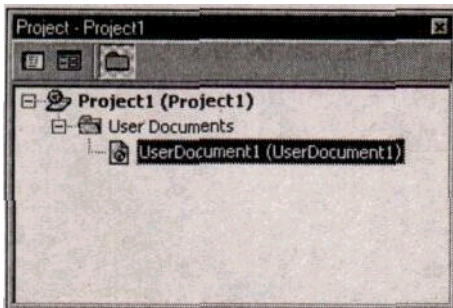 Project - Project1
Project1 (Project1)
User Documents
UserDocument1 (UserDocument1)